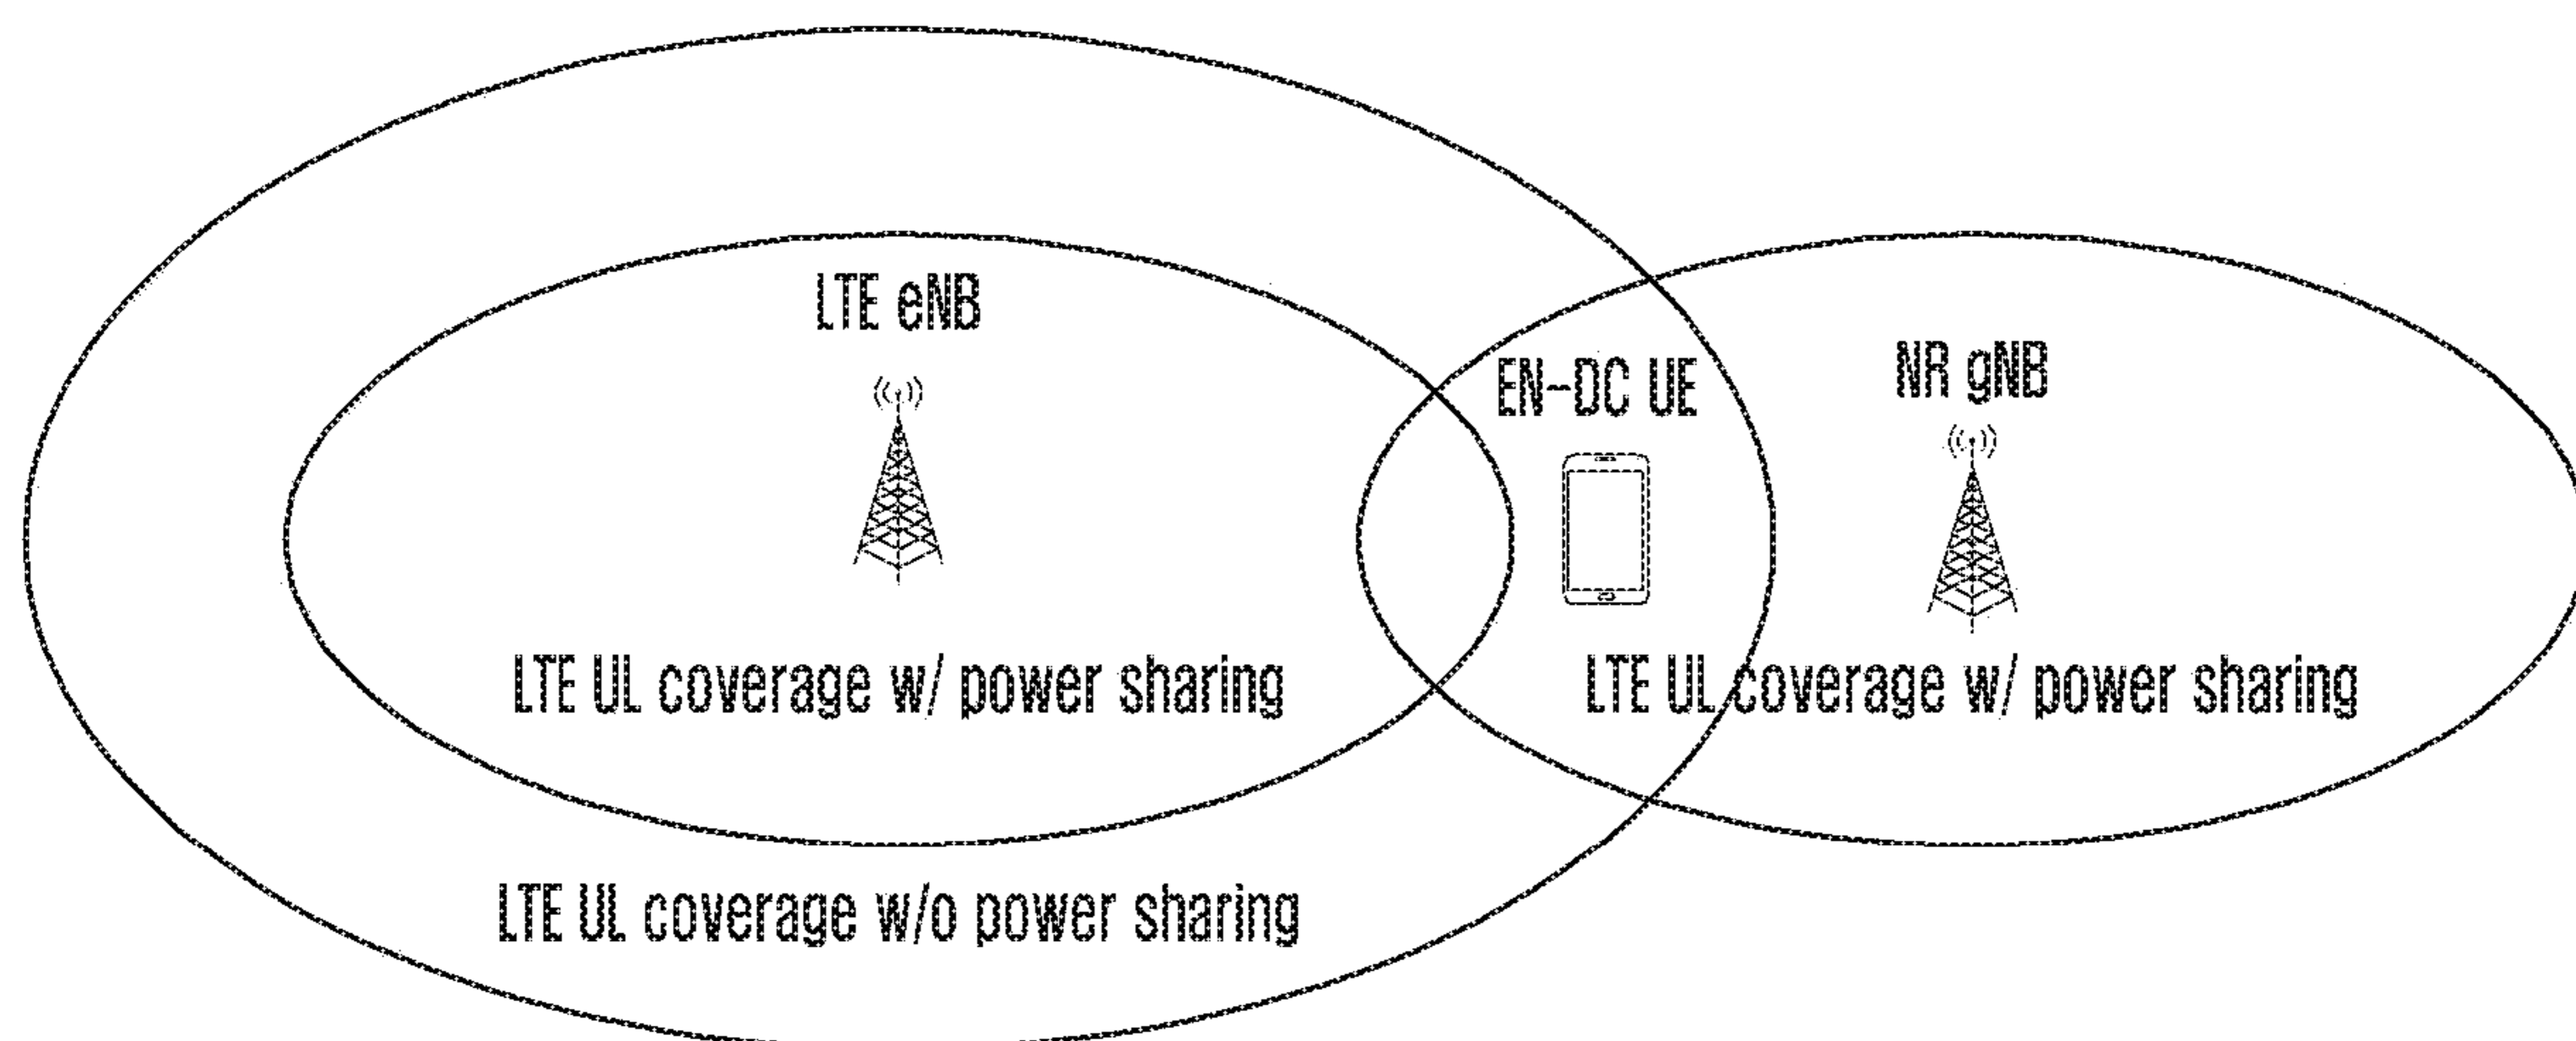 LTE eNB
EN-DC UE
NR gNB
LTE UL coverage w/ power sharing
LTE UL coverage w/ power sharing
LTE UL coverage w/o power sharing